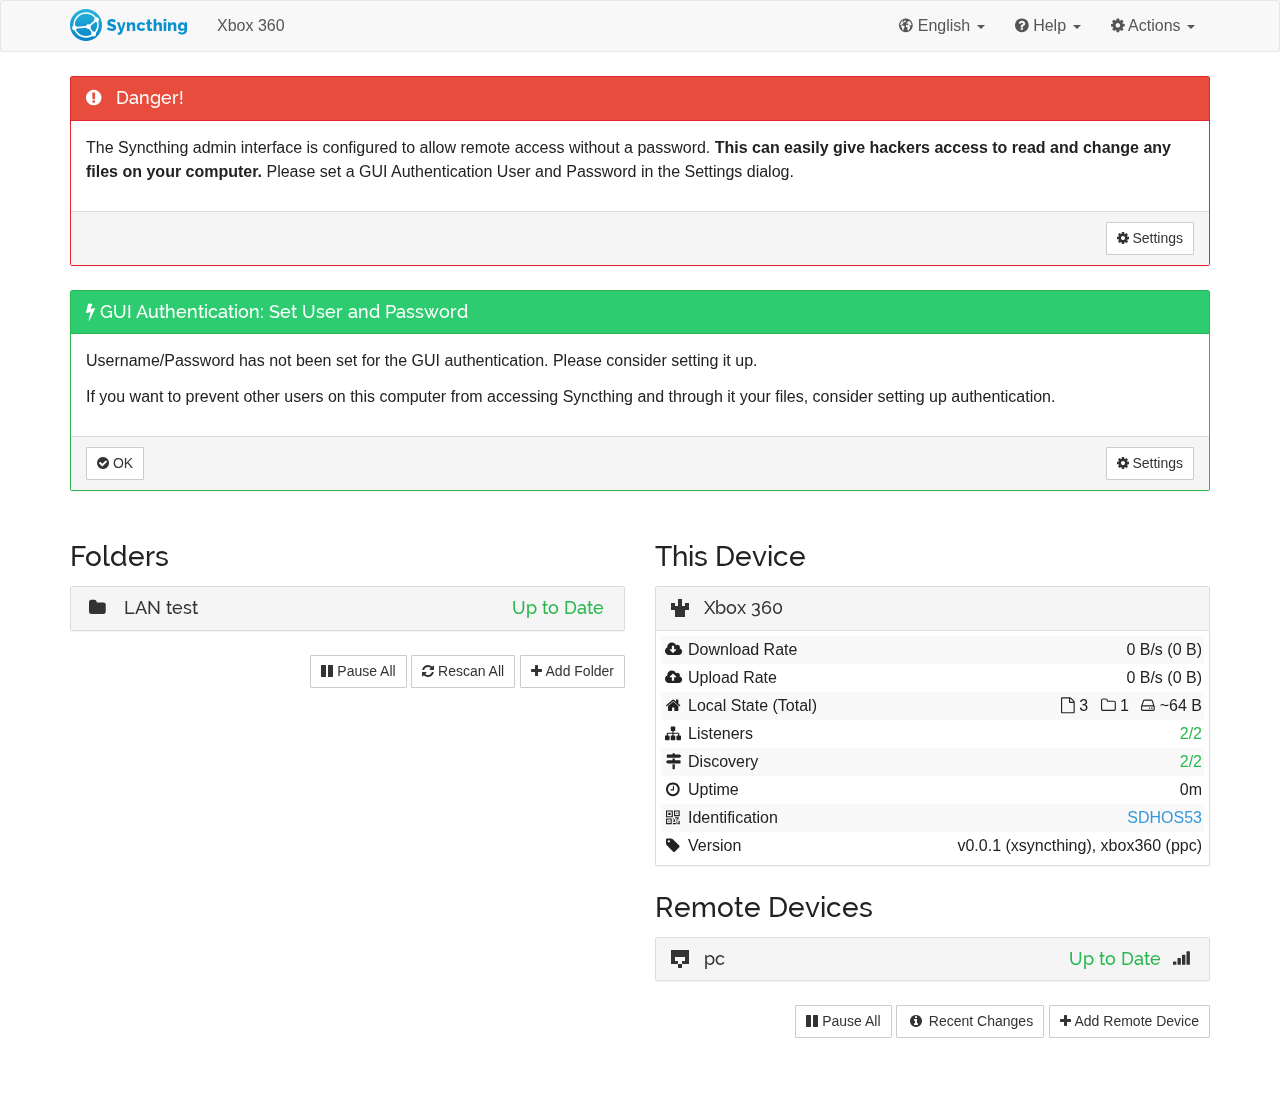 Syncthing Xbox 360 English Help Actions
Danger!
The Syncthing admin interface is configured to allow remote access without a password. This can easily give hackers access to read and change any
files on your computer. Please set a GUI Authentication User and Password in the Settings dialog.
Settings
GUI Authentication: Set User and Password
Username/Password has not been set for the GUI authentication. Please consider setting it up.
If you want to prevent other users on this computer from accessing Syncthing and through it your files, consider setting up authentication.
OK Settings
Folders
LAN test Up to Date
Pause All Rescan All Add Folder
This Device
Xbox 360
Download Rate 0 B/s (0 B)
Upload Rate 0 B/s (0 B)
Local State (Total) 3 1 ~64 B
Listeners 2/2
Discovery 2/2
Uptime 0m
Identification SDHOS53
Version v0.0.1 (xsyncthing), xbox360 (ppc)
Remote Devices
pc Up to Date
Pause All Recent Changes Add Remote Device